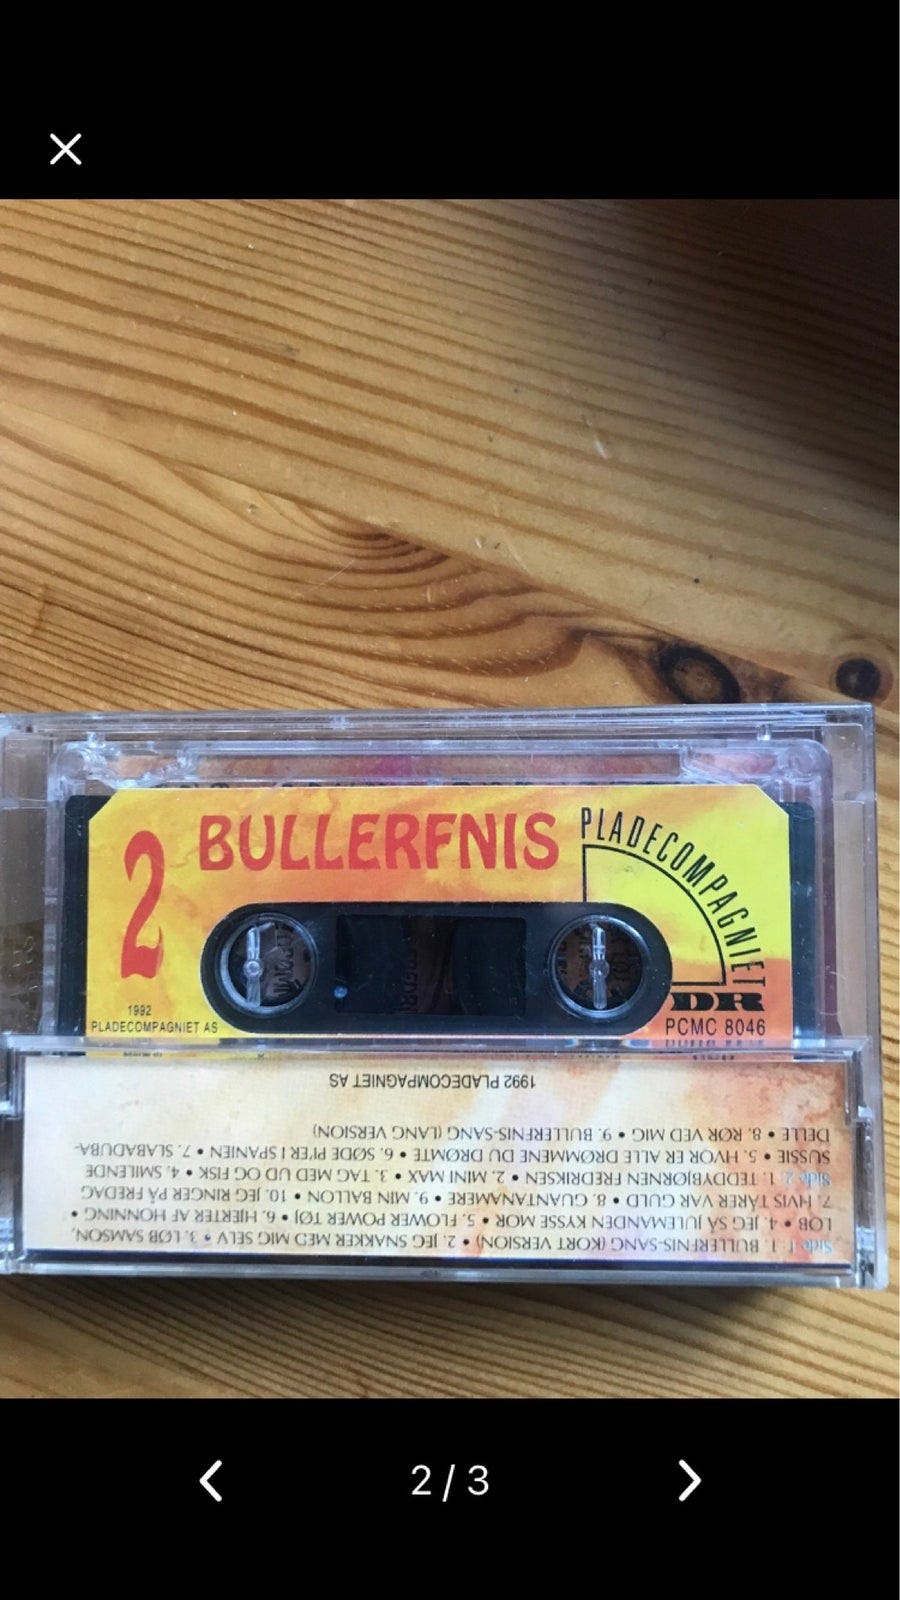 2 BULLERFNIS
PLADECOMPAGNIET
DR
PCMC 8046
1992
PLADECOMPAGNIET AS
Side 1: 1. BULLERFNIS-SANG (KORT VERSION) • 2. JEG SNAKKER MED MIG SELV • 3. LØB SAMSON,
LØB • 4. JEG SÅ JULEMANDEN KYSSE MOR • 5. FLOWER POWER TØJ • 6. HJERTER AF HONNING •
7. HVIS TÅRER VAR GULD • 8. GUANTANAMERE • 9. MIN BALLON • 10. JEG RINGER PÅ FREDAG
Side 2: 1. TEDDYBJØRNEN FREDRIKSEN • 2. MINI MAX • 3. TAG MED UD OG FISK • 4. SMILENDE
SUSSIE • 5. HVOR ER ALLE DRØMMENE DU DRØMTE • 6. SØDE PIGER I SPANIEN • 7. SLABADUBA-
DELLE • 8. RØR VED MIG • 9. BULLERFNIS-SANG (LANG VERSION)
1992 PLADECOMPAGNIET AS
2 / 3